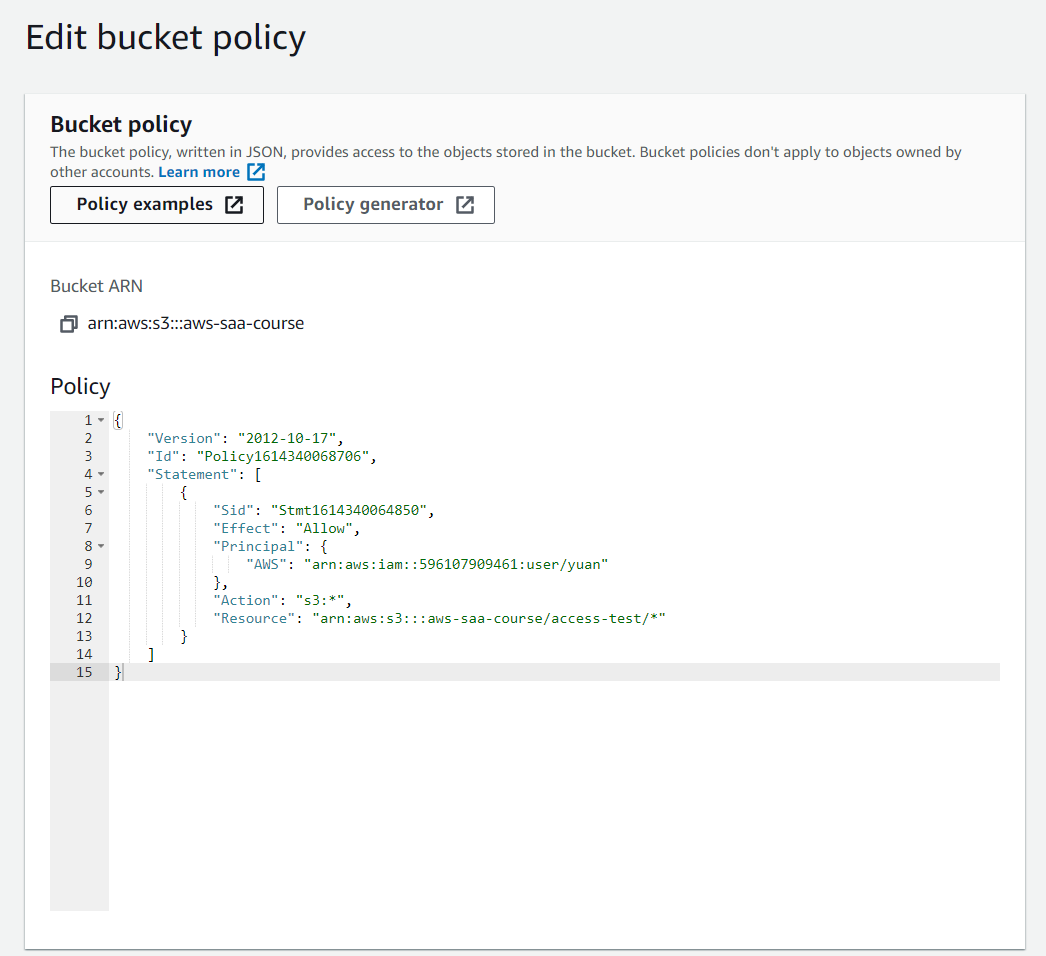 Edit bucket policy
Bucket policy
The bucket policy, written in JSON, provides access to the objects stored in the bucket. Bucket policies don't apply to objects owned by
other accounts. Learn more
Policy examples Policy generator
Bucket ARN
arn:aws:s3:::aws-saa-course
Policy
1 {
2 "Version": "2012-10-17",
3 "Id": "Policy1614340068706",
4 "Statement": [
5 {
6 "Sid": "Stmt1614340064850",
7 "Effect": "Allow",
8 "Principal": {
9 "AWS": "arn:aws:iam::596107909461:user/yuan"
10 },
11 "Action": "s3:*",
12 "Resource": "arn:aws:s3:::aws-saa-course/access-test/*"
13 }
14 ]
15 }